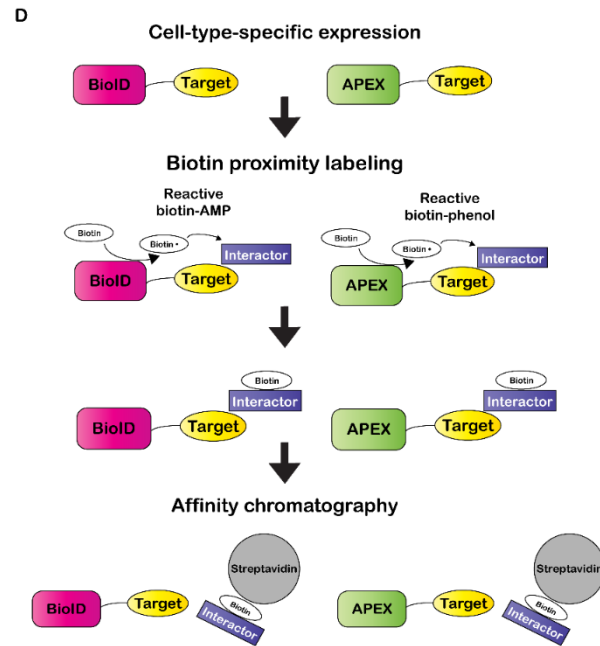 D
Cell-type-specific expression
BioID
Target
APEX
Target
Biotin proximity labeling
Reactive
biotin-AMP
Reactive
biotin-phenol
Biotin
Biotin •
Interactor
BioID
Target
Biotin
Biotin •
Interactor
APEX
Target
Biotin
Interactor
BioID
Target
Biotin
Interactor
APEX
Target
Affinity chromatography
Streptavidin
BioID
Target
Biotin
Interactor
Streptavidin
APEX
Target
Biotin
Interactor